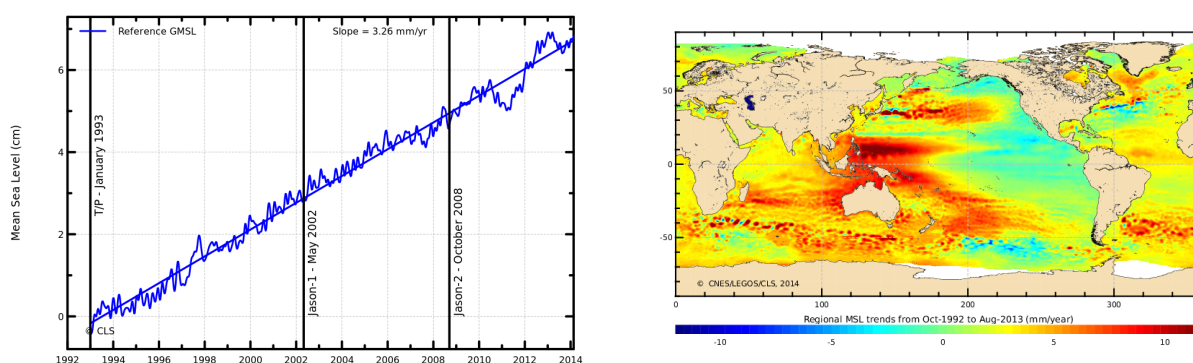 Reference GMSL
Slope = 3.26 mm/yr
Mean Sea Level (cm)
6
4
2
0
T/P - January 1993
Jason-1 - May 2002
Jason-2 - October 2008
© CLS
1992 1994 1996 1998 2000 2002 2004 2006 2008 2010 2012 2014
50
0
-50
© CNES/LEGOS/CLS, 2014
0 100 200 300
Regional MSL trends from Oct-1992 to Aug-2013 (mm/year)
-10 -5 0 5 10